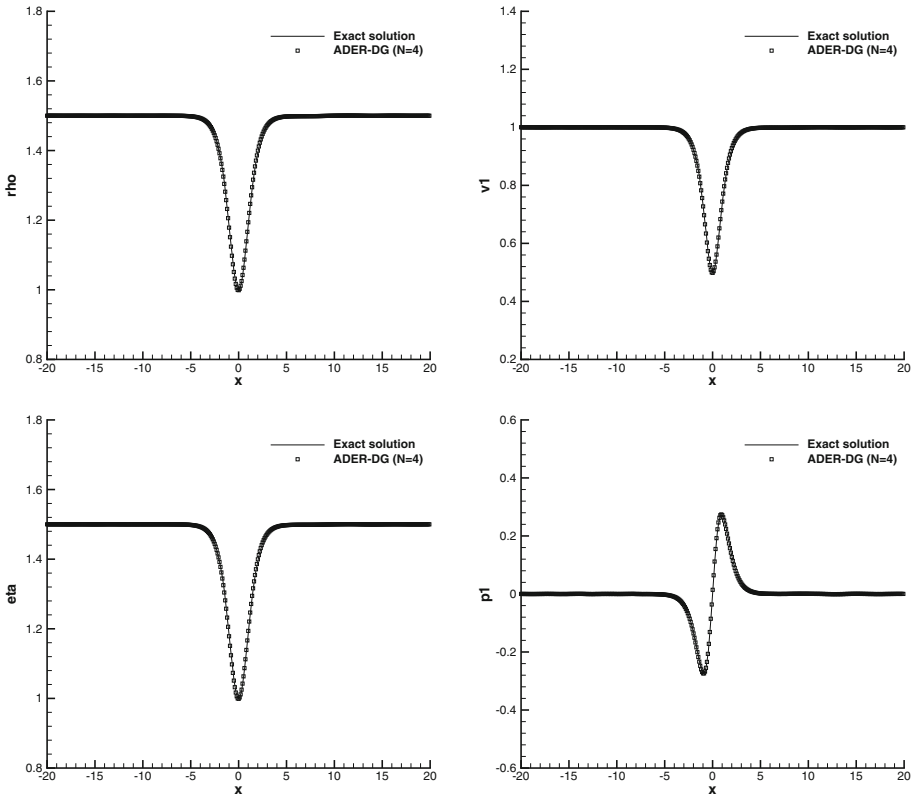 1.8
1.6
1.4
1.2
1
0.8
rho
Exact solution
ADER-DG (N=4)
-20 -15 -10 -5 0 5 10 15 20
x
1.4
1.2
1
0.8
0.6
0.4
0.2
v1
Exact solution
ADER-DG (N=4)
-20 -15 -10 -5 0 5 10 15 20
x
1.8
1.6
1.4
1.2
1
0.8
eta
Exact solution
ADER-DG (N=4)
-20 -15 -10 -5 0 5 10 15 20
x
0.6
0.4
0.2
0
-0.2
-0.4
-0.6
p1
Exact solution
ADER-DG (N=4)
-20 -15 -10 -5 0 5 10 15 20
x